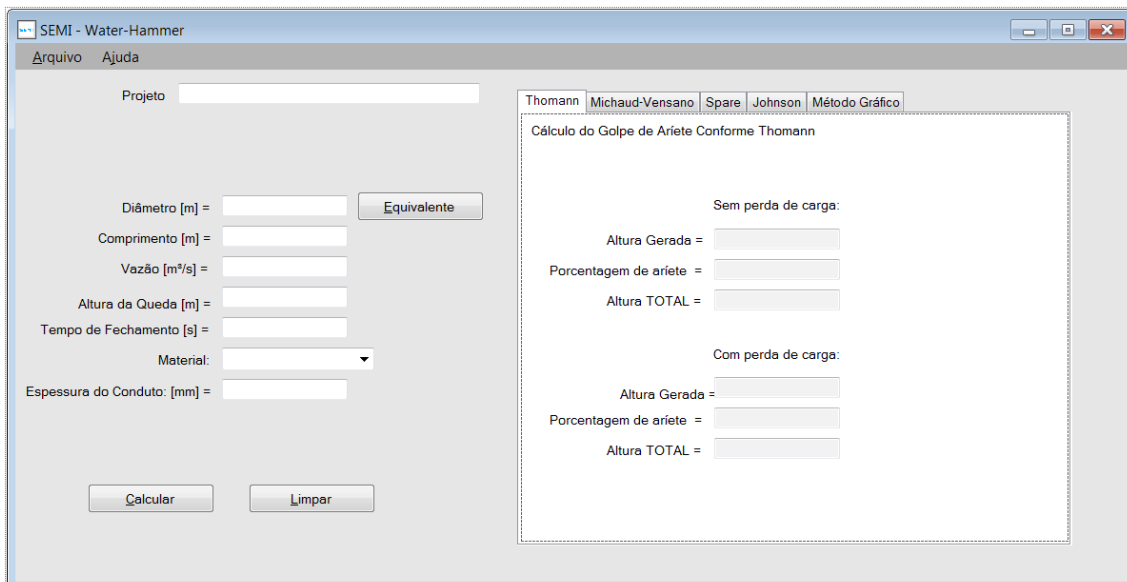 SEMI - Water-Hammer
Arquivo Ajuda
Projeto
Diâmetro [m] =
Equivalente
Comprimento [m] =
Vazão [m³/s] =
Altura da Queda [m] =
Tempo de Fechamento [s] =
Material:
Espessura do Conduto: [mm] =
Calcular
Limpar
Thomann Michaud-Vensano Spare Johnson Método Gráfico
Cálculo do Golpe de Aríete Conforme Thomann
Sem perda de carga:
Altura Gerada =
Porcentagem de aríete =
Altura TOTAL =
Com perda de carga:
Altura Gerada =
Porcentagem de aríete =
Altura TOTAL =